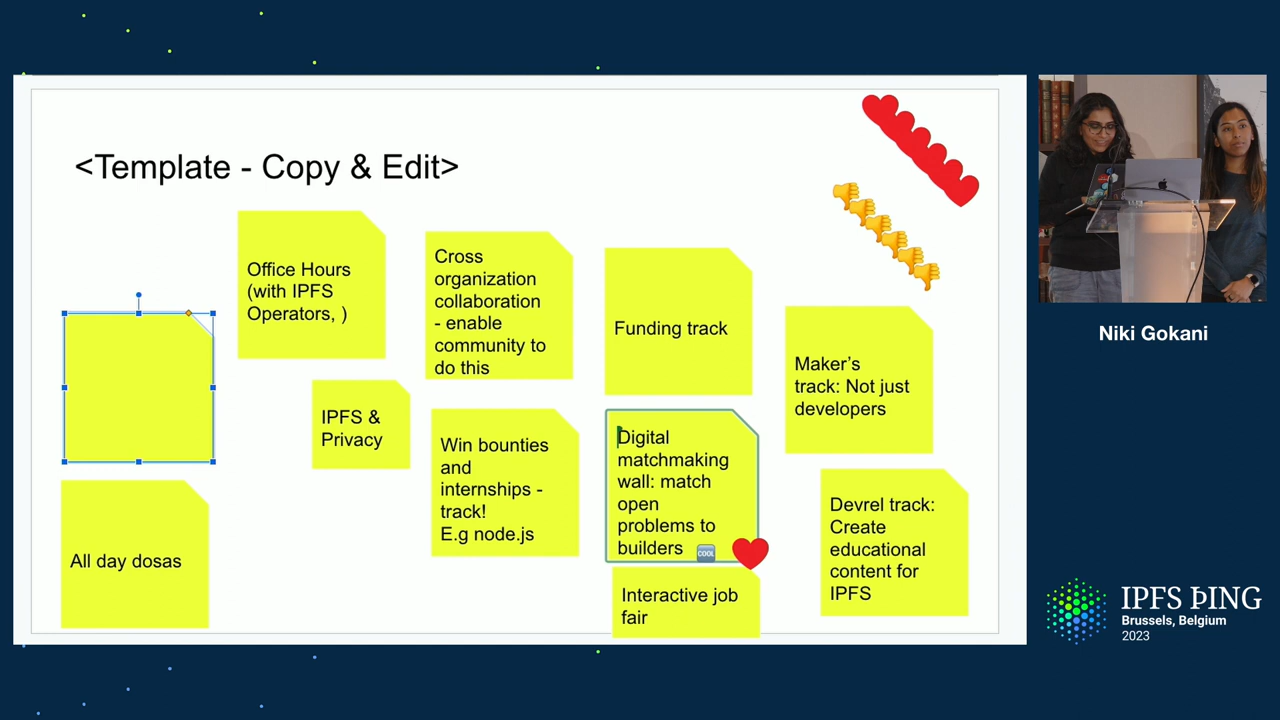 <Template - Copy & Edit>
Office Hours
(with IPFS
Operators, )
Cross
organization
collaboration
- enable
community to
do this
Funding track
Maker’s
track: Not just
developers
IPFS &
Privacy
Win bounties
and
internships -
track!
E.g node.js
Digital
matchmaking
wall: match
open
problems to
builders
COOL
Devrel track:
Create
educational
content for
IPFS
All day dosas
Interactive job
fair
Niki Gokani
IPFS ÞING
Brussels, Belgium
2023